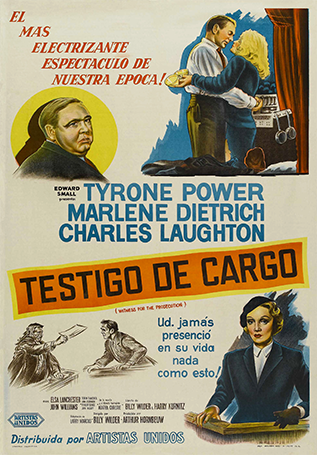 EL
MAS
ELECTRIZANTE
ESPECTACULO DE
NUESTRA EPOCA!
EDWARD
SMALL
presenta:
TYRONE POWER
MARLENE DIETRICH
CHARLES LAUGHTON
TESTIGO DE CARGO
(WITNESS FOR THE PROSECUTION)
Ud. jamás
presenció
en su vida
nada
como esto!
ELSA LANCHESTER
JOHN WILLIAMS
BILLY WILDER y HARRY KURNITZ
BILLY WILDER ARTHUR HORNBLOW
ARTISTAS
UNIDOS
Distribuida por ARTISTAS UNIDOS